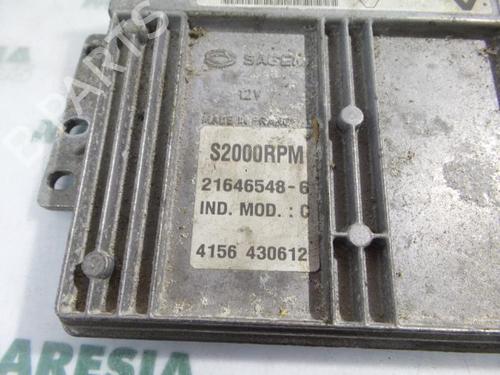 SAGEM
12V
MADE IN FRANCE
S2000RPM
21646548-6
IND. MOD. : C
4156 430612
B-PARTS
ARESIA